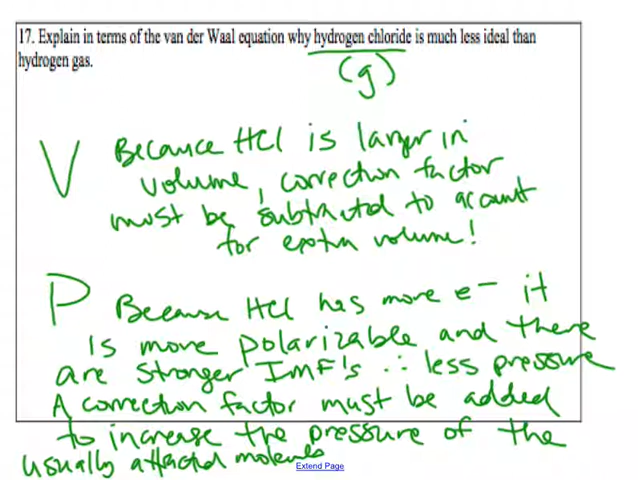 17. Explain in terms of the van der Waal equation why hydrogen chloride is much less ideal than
hydrogen gas.
(g)
V
Because HCl is larger in
volume, correction factor
must be subtracted to account
for extra volume!
P
Because HCl has more e- it
is more polarizable and there
are stronger IMF's ∴ less pressure
A correction factor must be added
to increase the pressure of the
usually affected molecules
Extend Page